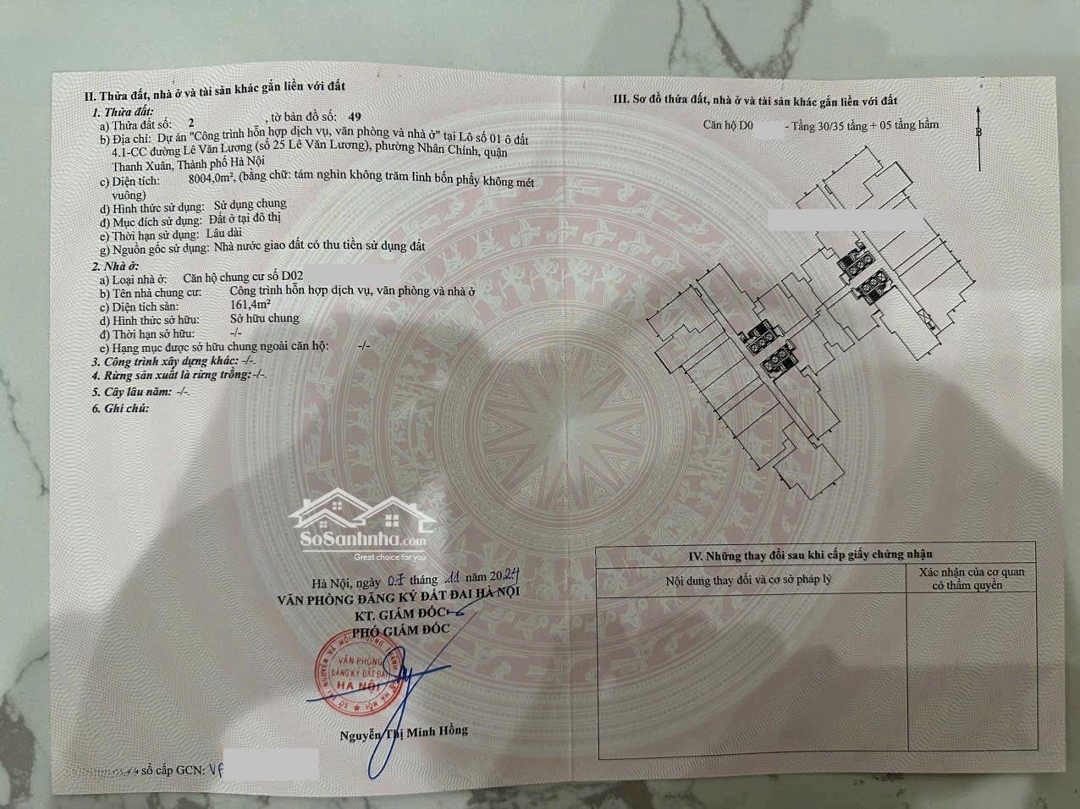 II. Thửa đất, nhà ở và tài sản khác gắn liền với đất
1. Thửa đất:
a) Thửa đất số: 2 , tờ bản đồ số: 49
b) Địa chỉ: Dự án "Công trình hỗn hợp dịch vụ, văn phòng và nhà ở" tại Lô số 01 ô đất
4.1-CC đường Lê Văn Lương (số 25 Lê Văn Lương), phường Nhân Chính, quận
Thanh Xuân, Thành phố Hà Nội
c) Diện tích: 8004,0m², (bằng chữ: tám nghìn không trăm linh bốn phẩy không mét
vuông)
d) Hình thức sử dụng: Sử dụng chung
đ) Mục đích sử dụng: Đất ở tại đô thị
e) Thời hạn sử dụng: Lâu dài
g) Nguồn gốc sử dụng: Nhà nước giao đất có thu tiền sử dụng đất
2. Nhà ở:
a) Loại nhà ở: Căn hộ chung cư số D02
b) Tên nhà chung cư: Công trình hỗn hợp dịch vụ, văn phòng và nhà ở
c) Diện tích sàn: 161,4m²
d) Hình thức sở hữu: Sở hữu chung
đ) Thời hạn sở hữu: -/-
e) Hạng mục được sở hữu chung ngoài căn hộ: -/-
3. Công trình xây dựng khác: -/-.
4. Rừng sản xuất là rừng trồng:-/-.
5. Cây lâu năm: -/-.
6. Ghi chú:
SoSanhnha.com
Great choice for you
Hà Nội, ngày 07 tháng 11 năm 2024
VĂN PHÒNG ĐĂNG KÝ ĐẤT ĐAI HÀ NỘI
KT. GIÁM ĐỐC
PHÓ GIÁM ĐỐC
VĂN PHÒNG
ĐĂNG KÝ ĐẤT ĐAI
HÀ NỘI
Nguyễn Thị Minh Hồng
sổ cấp GCN:
III. Sơ đồ thửa đất, nhà ở và tài sản khác gắn liền với đất
Căn hộ D0 - Tầng 30/35 tầng + 05 tầng hầm
B
IV. Những thay đổi sau khi cấp giấy chứng nhận
Nội dung thay đổi và cơ sở pháp lý
Xác nhận của cơ quan
có thẩm quyền